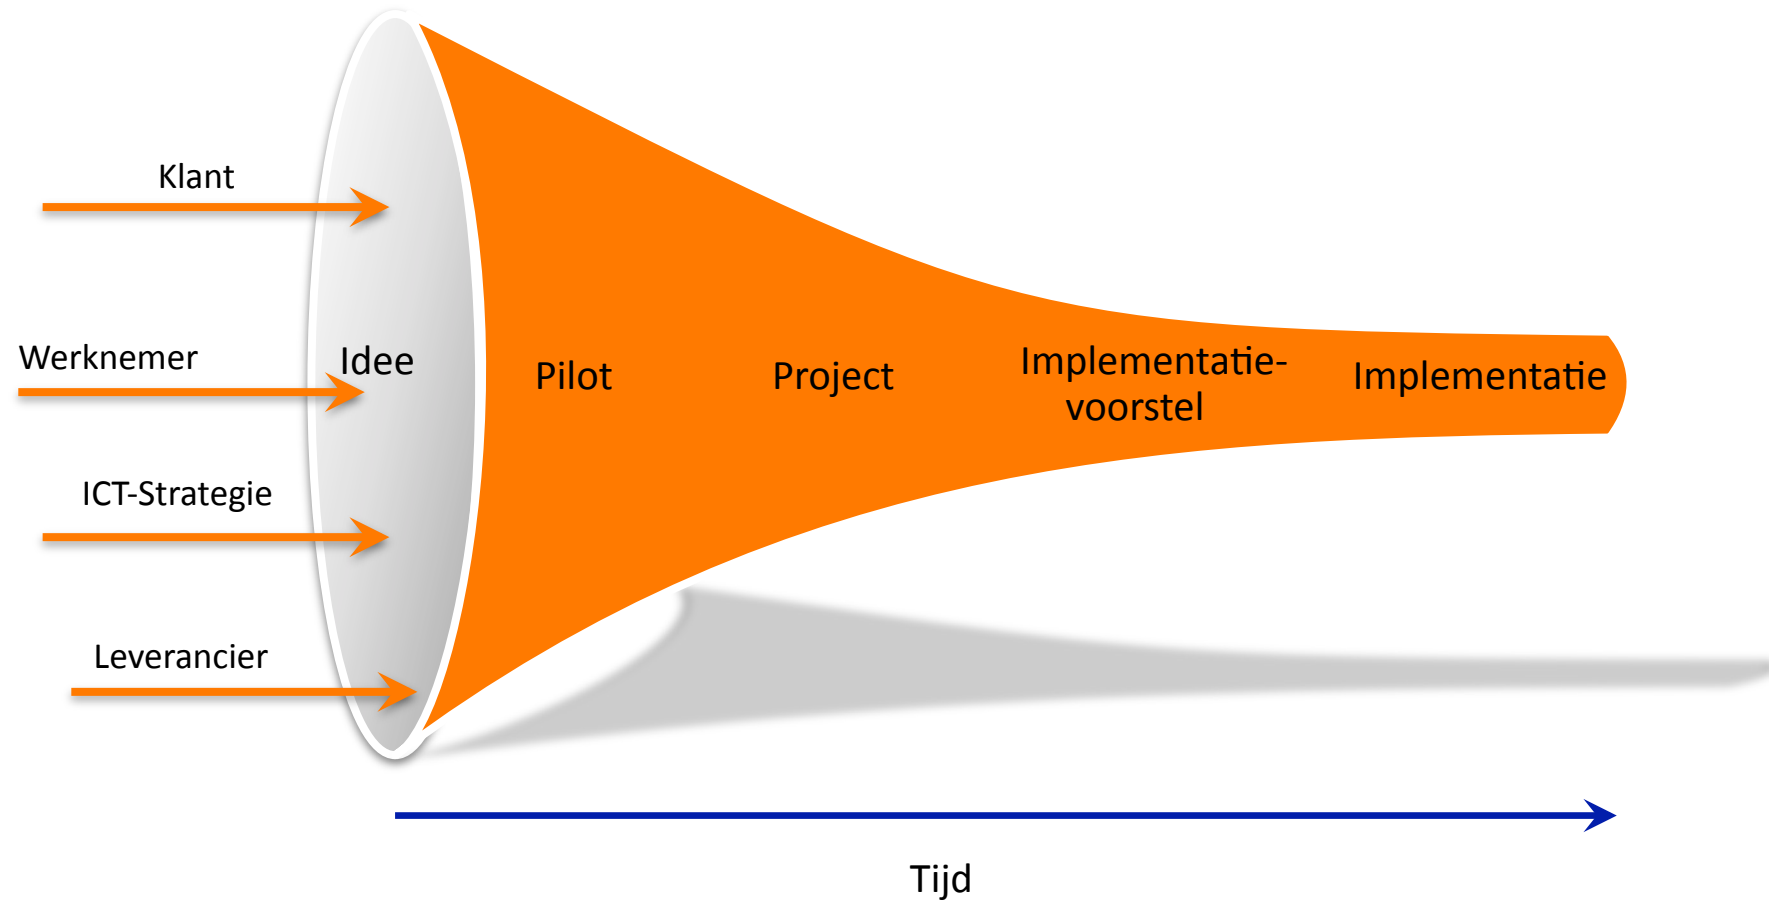 Klant
Werknemer
ICT-Strategie
Leverancier
Idee
Pilot
Project
Implementatie-
voorstel
Implementatie
Tijd